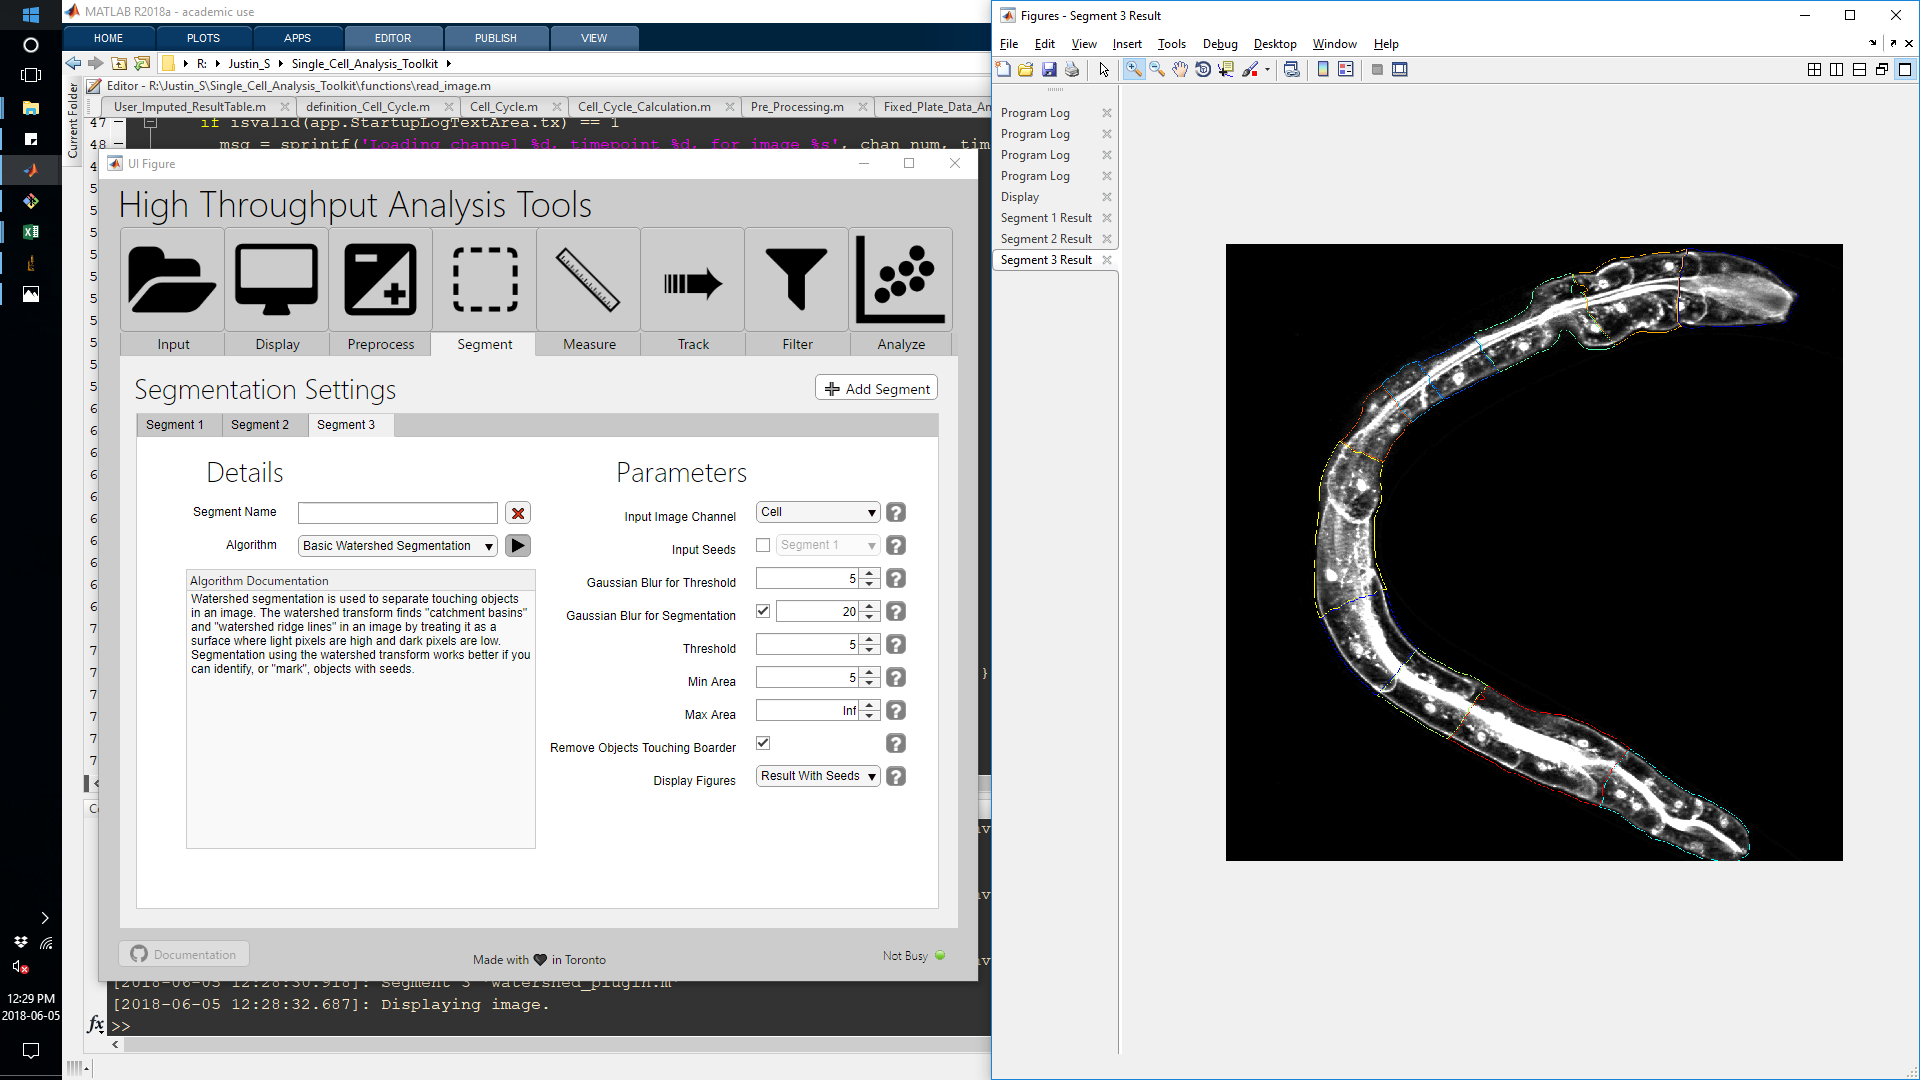 MATLAB R2018a - academic use
HOME PLOTS APPS EDITOR PUBLISH VIEW
R: Justin_S Single_Cell_Analysis_Toolkit
Current Folder
Editor - R:\Justin_S\Single_Cell_Analysis_Toolkit\functions\read_image.m
User_Imputed_ResultTable.m definition_Cell_Cycle.m Cell_Cycle.m Cell_Cycle_Calculation.m Pre_Processing.m Fixed_Plate_Data_An
47 if isvalid(app.StartupLogTextArea.tx) == 1
48 msg = sprintf('Loading channel %d, timepoint %d, for image %s', chan_num, tim
UI Figure
High Throughput Analysis Tools
Input Display Preprocess Segment Measure Track Filter Analyze
Segmentation Settings
Add Segment
Segment 1 Segment 2 Segment 3
Details
Segment Name
Algorithm Basic Watershed Segmentation
Algorithm Documentation
Watershed segmentation is used to separate touching objects
in an image. The watershed transform finds "catchment basins"
and "watershed ridge lines" in an image by treating it as a
surface where light pixels are high and dark pixels are low.
Segmentation using the watershed transform works better if you
can identify, or "mark", objects with seeds.
Parameters
Input Image Channel Cell ?
Input Seeds Segment 1 ?
Gaussian Blur for Threshold 5 ?
Gaussian Blur for Segmentation 20 ?
Threshold 5 ?
Min Area 5 ?
Max Area Inf ?
Remove Objects Touching Boarder ?
Display Figures Result With Seeds ?
Documentation
Made with ♥ in Toronto
Not Busy
[2018-06-05 12:28:30.918]: Segment 3 'watershed_plugin.m'
[2018-06-05 12:28:32.687]: Displaying image.
fx >>
12:29 PM
2018-06-05
Figures - Segment 3 Result
File Edit View Insert Tools Debug Desktop Window Help
Program Log
Program Log
Program Log
Program Log
Display
Segment 1 Result
Segment 2 Result
Segment 3 Result